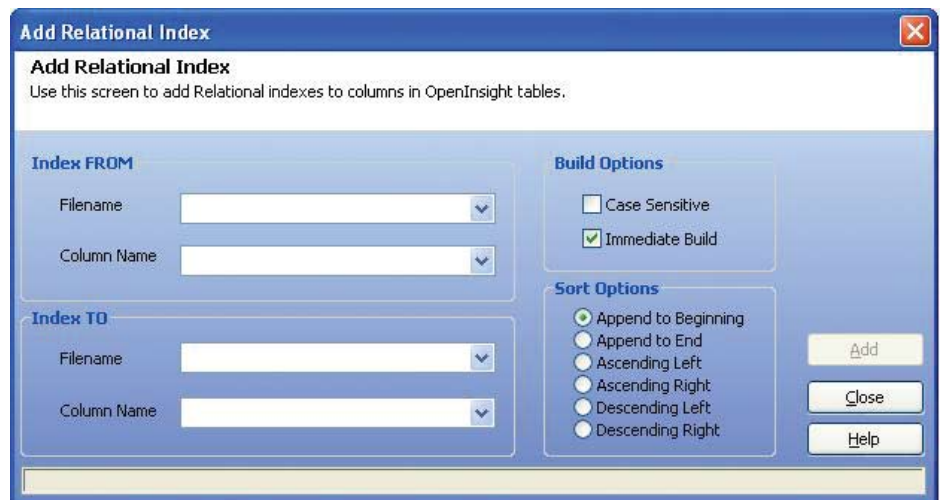 Add Relational Index
Add Relational Index
Use this screen to add Relational indexes to columns in OpenInsight tables.
Index FROM
Filename
Column Name
Index TO
Filename
Column Name
Build Options
Case Sensitive
Immediate Build
Sort Options
Append to Beginning
Append to End
Ascending Left
Ascending Right
Descending Left
Descending Right
Add
Close
Help